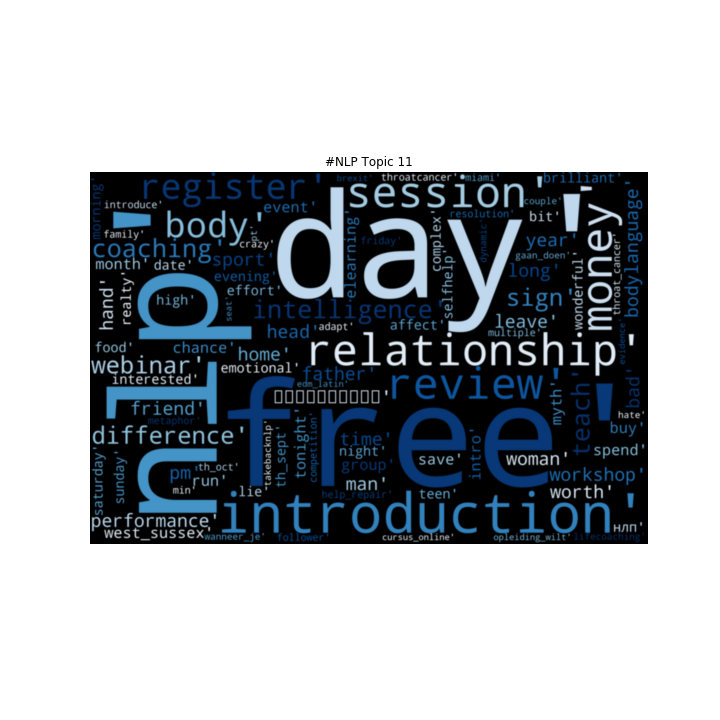 #NLP Topic 11
morning'
introduce'
family'
register'
event'
brexit'
throatcancer'
miami'
brilliant'
session'
couple'
resolution'
bit'
body'
pt'
crazy'
day'
elearning'
friday'
complex'
selfhelp'
dynamic'
gaan_doen'
year'
long'
wonderful'
money'
throat_cancer'
bodylanguage'
coaching'
month'
date'
sport'
evening'
effort'
hand'
realty'
high'
nlp'
seat'
intelligence'
head'
adapt'
affect'
sign'
leave'
multiple'
evidence'
food'
chance'
home'
relationship'
webinar'
interested'
emotional'
father'
edm_latin'
review'
myth'
teach'
bad'
hate'
friend'
metaphor'
free'
difference'
takebacknlp'
th_sept'
tonight'
competition'
time'
night'
group'
save'
intro'
woman'
buy'
spend'
saturday'
sunday'
pm'
th_oct'
run'
min'
lie'
help_repair'
man'
teen'
workshop'
worth'
performance'
introduction'
west_sussex'
wanneer_je'
follower'
cursus_online'
opleiding_wilt'
lifecoaching'
нлп'